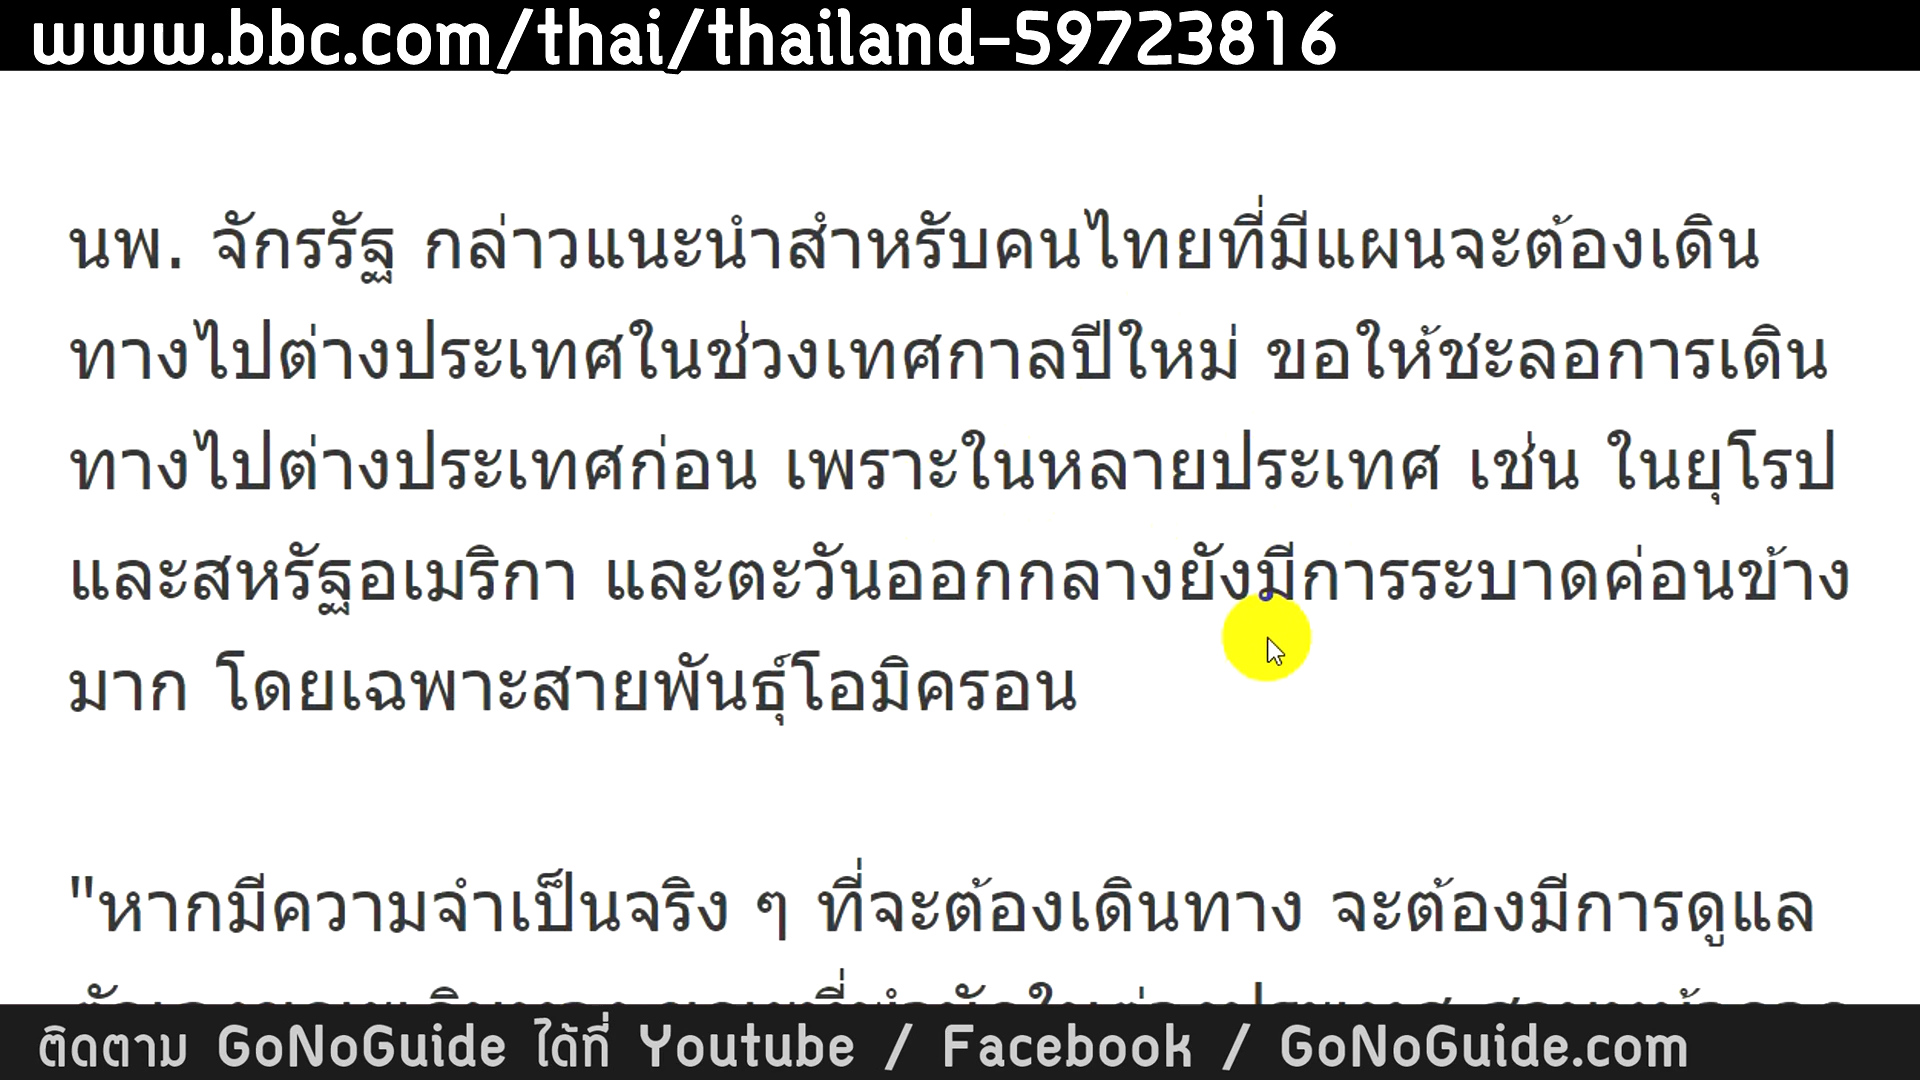 www.bbc.com/thai/thailand-59723816
นพ. จักรรัฐ กล่าวแนะนำสำหรับคนไทยที่มีแผนจะต้องเดิน
ทางไปต่างประเทศในช่วงเทศกาลปีใหม่ ขอให้ชะลอการเดิน
ทางไปต่างประเทศก่อน เพราะในหลายประเทศ เช่น ในยุโรป
และสหรัฐอเมริกา และตะวันออกกลางยังมีการระบาดค่อนข้าง
มาก โดยเฉพาะสายพันธุ์โอมิครอน
"หากมีความจำเป็นจริง ๆ ที่จะต้องเดินทาง จะต้องมีการดูแล
ติดตาม GoNoGuide ได้ที่ Youtube / Facebook / GoNoGuide.com